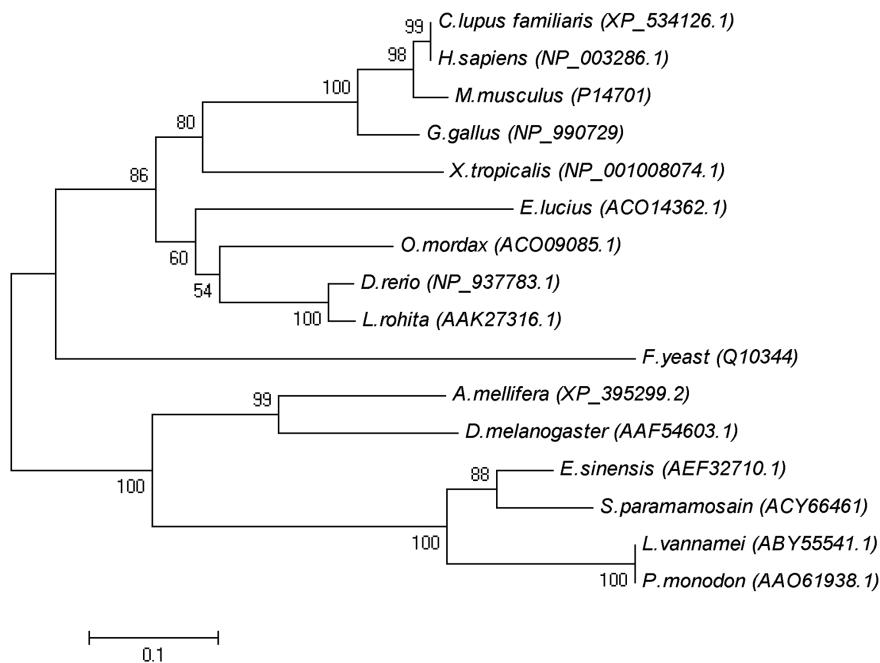 99
C.lupus familiaris (XP_534126.1)
98
H.sapiens (NP_003286.1)
100
M.musculus (P14701)
80
G.gallus (NP_990729)
86
X.tropicalis (NP_001008074.1)
E.lucius (ACO14362.1)
60
O.mordax (ACO09085.1)
54
D.rerio (NP_937783.1)
100
L.rohita (AAK27316.1)
F.yeast (Q10344)
99
A.mellifera (XP_395299.2)
D.melanogaster (AAF54603.1)
100
88
E.sinensis (AEF32710.1)
S.paramamosain (ACY66461)
100
L.vannamei (ABY55541.1)
100
P.monodon (AAO61938.1)
0.1